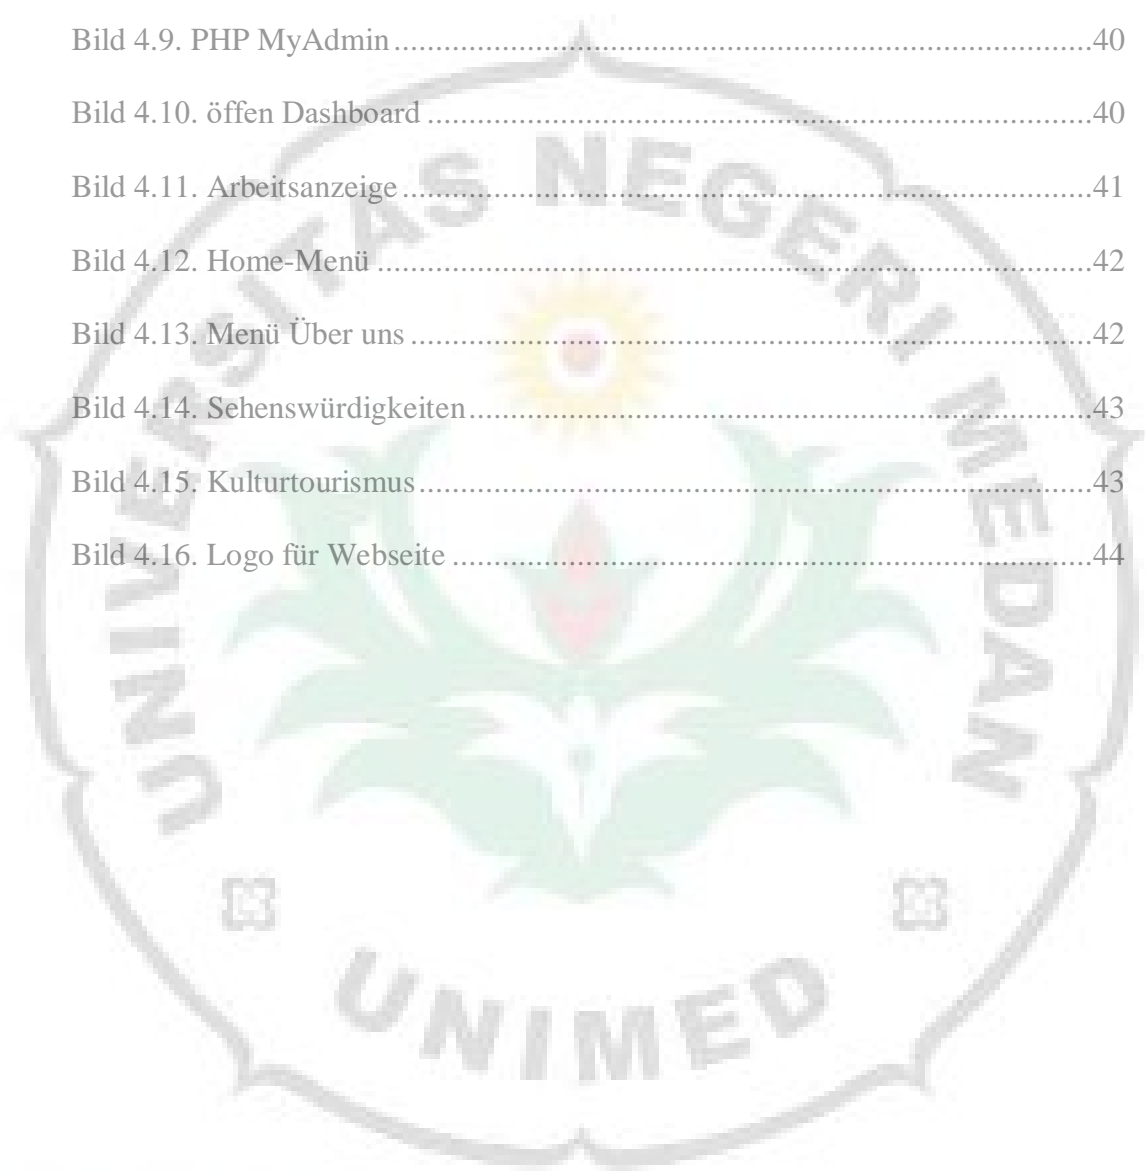 Bild 4.9. PHP MyAdmin....................................................................................40
Bild 4.10. öffen Dashboard................................................................................40
Bild 4.11. Arbeitsanzeige...................................................................................41
Bild 4.12. Home-Menü......................................................................................42
Bild 4.13. Menü Über uns..................................................................................42
Bild 4.14. Sehenswürdigkeiten...........................................................................43
Bild 4.15. Kulturtourismus.................................................................................43
Bild 4.16. Logo für Webseite.............................................................................44
UNIVERSITAS NEGERI MEDAN
UNIMED